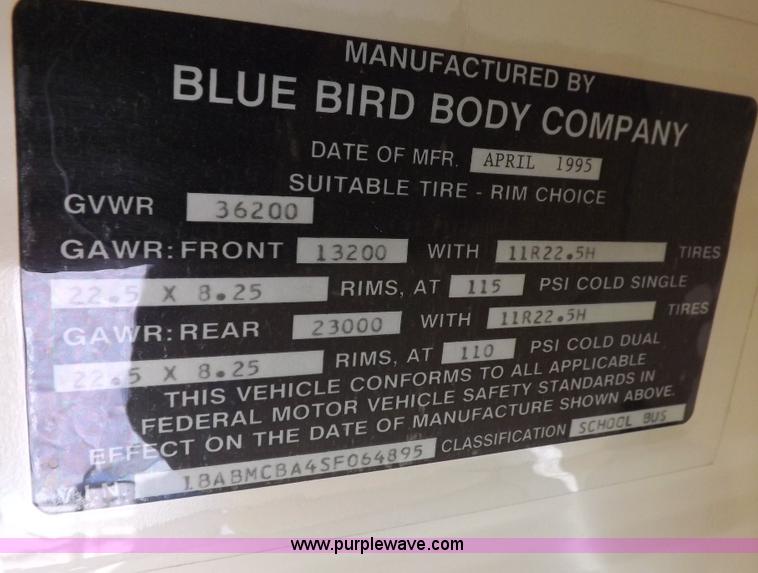 MANUFACTURED BY
BLUE BIRD BODY COMPANY
DATE OF MFR. APRIL 1995
SUITABLE TIRE - RIM CHOICE
GVWR 36200
GAWR: FRONT 13200 WITH 11R22.5H TIRES
22.5 X 8.25 RIMS, AT 115 PSI COLD SINGLE
GAWR: REAR 23000 WITH 11R22.5H TIRES
22.5 X 8.25 RIMS, AT 110 PSI COLD DUAL
THIS VEHICLE CONFORMS TO ALL APPLICABLE
FEDERAL MOTOR VEHICLE SAFETY STANDARDS IN
EFFECT ON THE DATE OF MANUFACTURE SHOWN ABOVE.
V.I.N. 1BABMCBA4SF064895 CLASSIFICATION SCHOOL BUS
www.purplewave.com